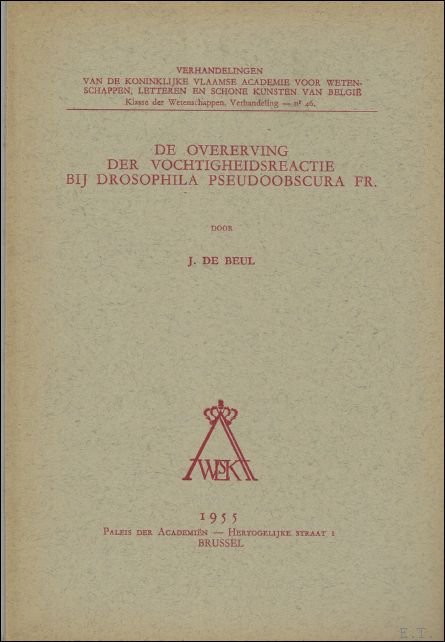 VERHANDELINGEN
VAN DE KONINKLIJKE VLAAMSE ACADEMIE VOOR WETEN-
SCHAPPEN, LETTEREN EN SCHONE KUNSTEN VAN BELGIË
Klasse der Wetenschappen. Verhandeling — nr 46.
DE OVERERVING
DER VOCHTIGHEIDSREACTIE
BIJ DROSOPHILA PSEUDOOBSCURA FR.
DOOR
J. DE BEUL
1955
PALEIS DER ACADEMIËN — HERTOGELIJKE STRAAT 1
BRUSSEL
E.T